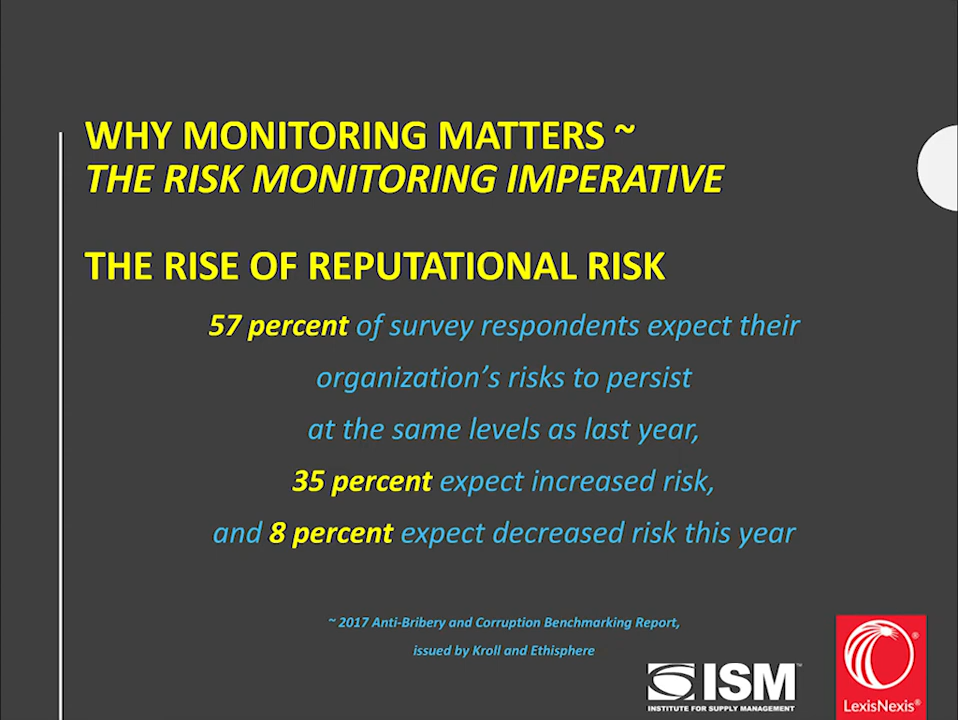 WHY MONITORING MATTERS ~
THE RISK MONITORING IMPERATIVE
THE RISE OF REPUTATIONAL RISK
57 percent of survey respondents expect their
organization’s risks to persist
at the same levels as last year,
35 percent expect increased risk,
and 8 percent expect decreased risk this year
~ 2017 Anti-Bribery and Corruption Benchmarking Report,
issued by Kroll and Ethisphere
ISM™
INSTITUTE FOR SUPPLY MANAGEMENT
®
LexisNexis®